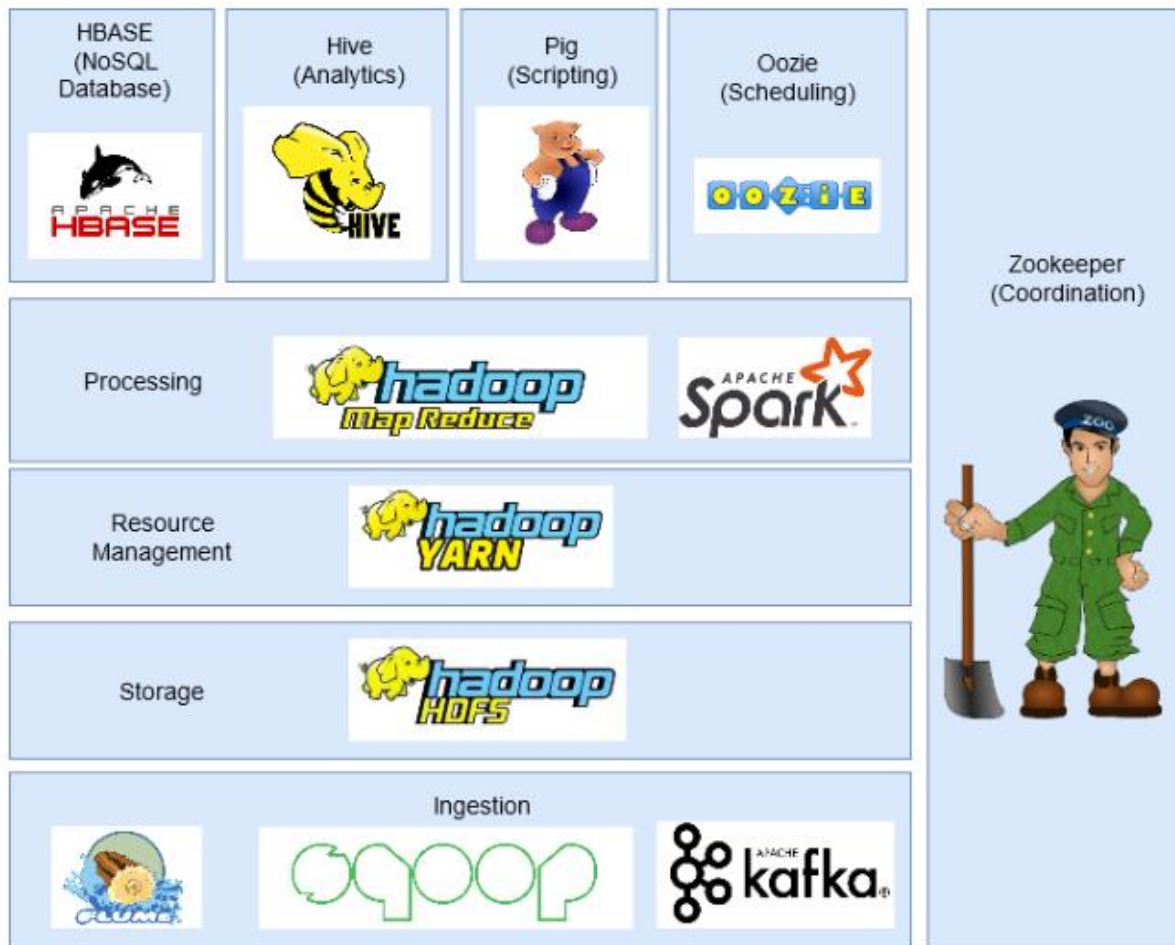 HBASE
(NoSQL
Database)
APACHE
HBASE
Hive
(Analytics)
HIVE
Pig
(Scripting)
Oozie
(Scheduling)
OOZiE
Zookeeper
(Coordination)
ZOO
Processing
hadoop
Map Reduce
APACHE
Spark
Resource
Management
hadoop
YARN
Storage
hadoop
HDFS
Ingestion
FLUME
sqoop
APACHE
kafka®